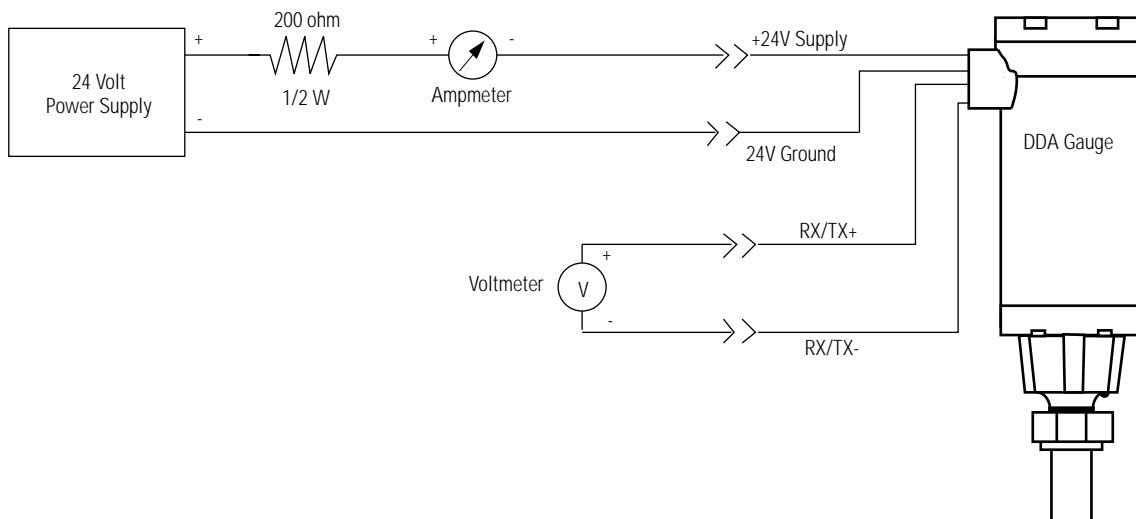 200 ohm
+
+
-
+24V Supply
24 Volt
Power Supply
1/2 W
Ampmeter
-
24V Ground
DDA Gauge
RX/TX+
+
Voltmeter
V
-
RX/TX-